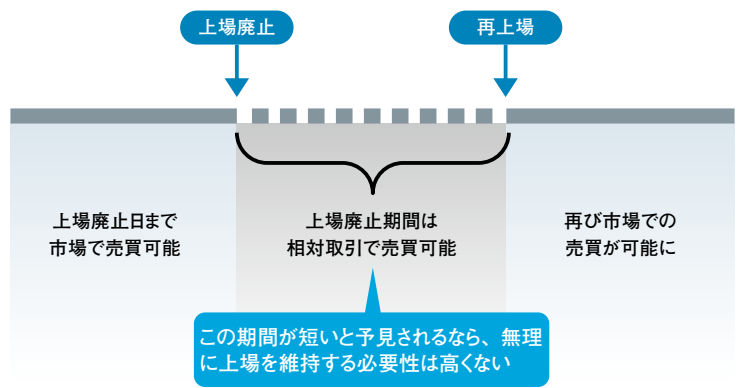 上場廃止
再上場
上場廃止日まで
市場で売買可能
上場廃止期間は
相対取引で売買可能
再び市場での
売買が可能に
この期間が短いと予見されるなら、無理
に上場を維持する必要性は高くない